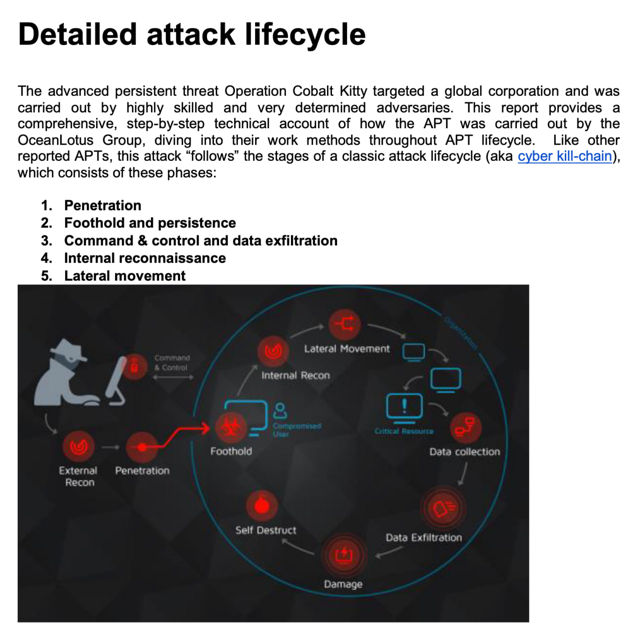 Detailed attack lifecycle
The advanced persistent threat Operation Cobalt Kitty targeted a global corporation and was
carried out by highly skilled and very determined adversaries. This report provides a
comprehensive, step-by-step technical account of how the APT was carried out by the
OceanLotus Group, diving into their work methods throughout APT lifecycle. Like other
reported APTs, this attack “follows” the stages of a classic attack lifecycle (aka cyber kill-chain),
which consists of these phases:
1. Penetration
2. Foothold and persistence
3. Command & control and data exfiltration
4. Internal reconnaissance
5. Lateral movement
Organization
Lateral Movement
Command
& Control
Internal Recon
Compromised
User
Critical Resource
Foothold
Data collection
External
Recon
Penetration
Self Destruct
Data Exfiltration
Damage